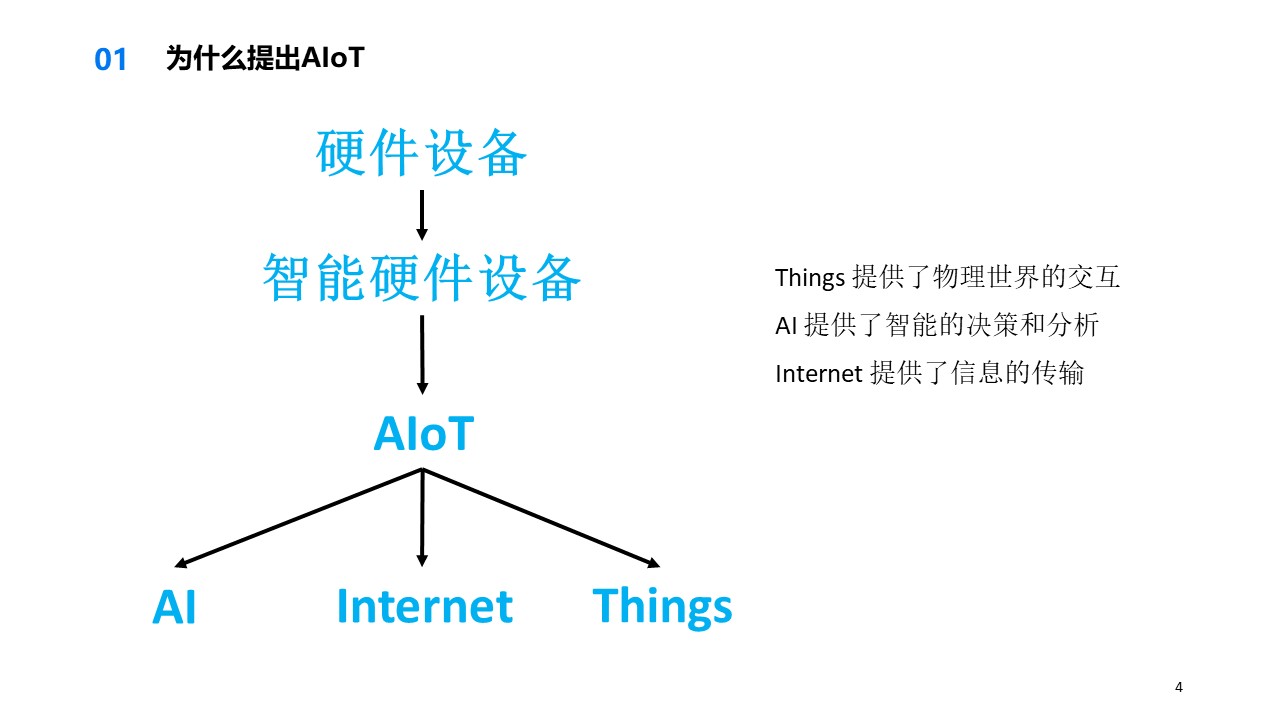 01 为什么提出AIoT
硬件设备
智能硬件设备
AIoT
AI Internet Things
Things 提供了物理世界的交互
AI 提供了智能的决策和分析
Internet 提供了信息的传输
4